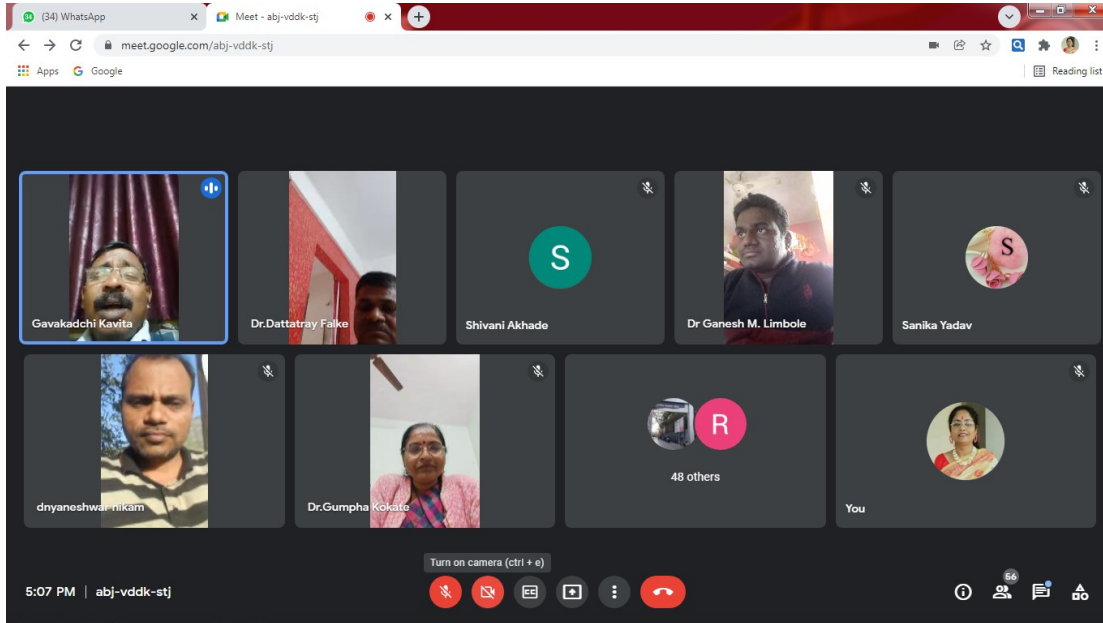 (34) WhatsApp
Meet - abj-vddk-stj
meet.google.com/abj-vddk-stj
Apps
Google
Reading list
S
S
Gavakadchi Kavita
Dr.Dattatray Falke
Shivani Akhade
Dr Ganesh M. Limbole
Sanika Yadav
R
48 others
dnyaneshwar nikam
Dr.Gumpha Kokate
You
Turn on camera (ctrl + e)
5:07 PM | abj-vddk-stj
CC
56